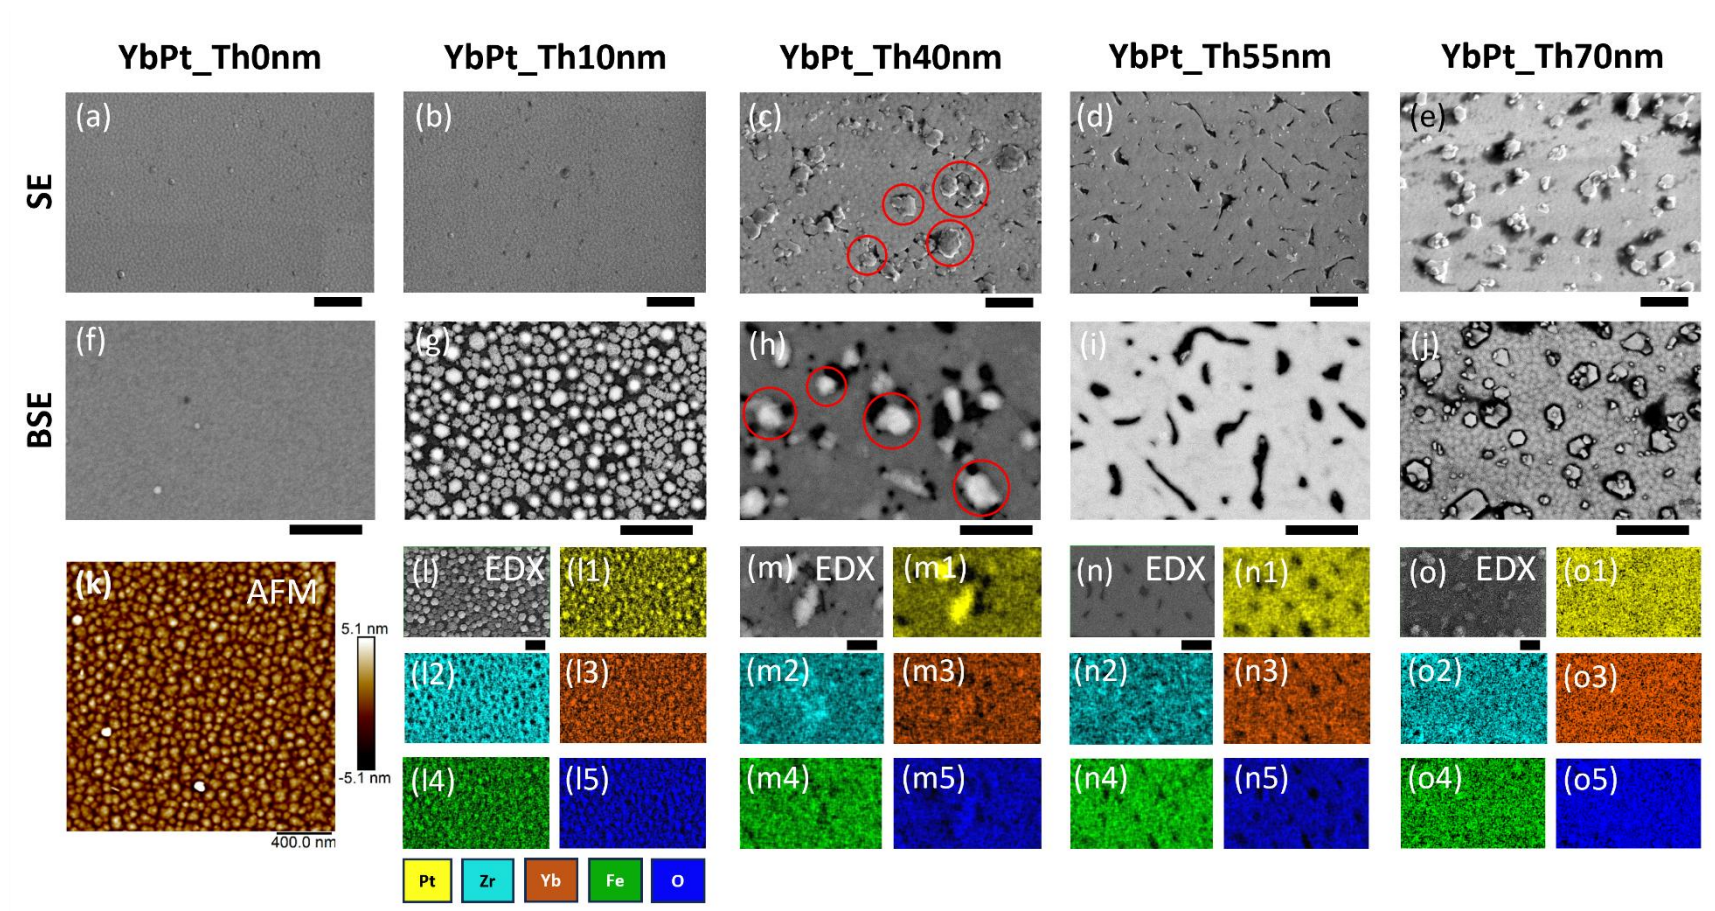 YbPt_Th0nm YbPt_Th10nm YbPt_Th40nm YbPt_Th55nm YbPt_Th70nm
SE
(a) (b) (c) (d) (e)
BSE
(f) (g) (h) (i) (j)
(k) AFM
5.1 nm
-5.1 nm
400.0 nm
(l) EDX (l1) (m) EDX (m1) (n) EDX (n1) (o) EDX (o1)
(l2) (l3) (m2) (m3) (n2) (n3) (o2) (o3)
(l4) (l5) (m4) (m5) (n4) (n5) (o4) (o5)
Pt Zr Yb Fe O